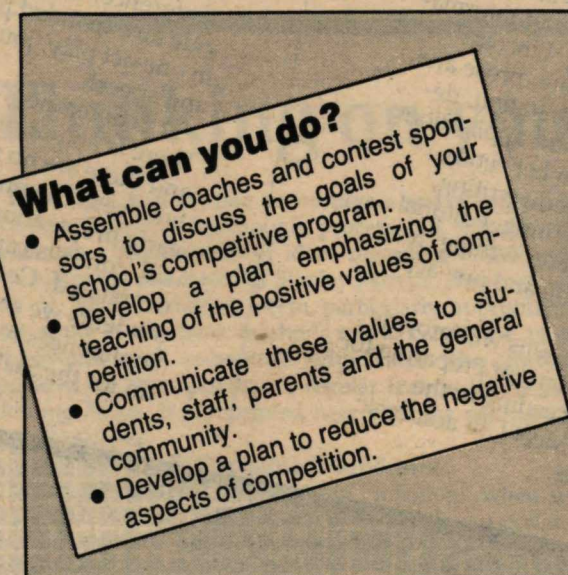 What can you do?
• Assemble coaches and contest spon-
sors to discuss the goals of your
school's competitive program.
• Develop a plan emphasizing the
teaching of the positive values of com-
petition.
• Communicate these values to stu-
dents, staff, parents and the general
community.
• Develop a plan to reduce the negative
aspects of competition.